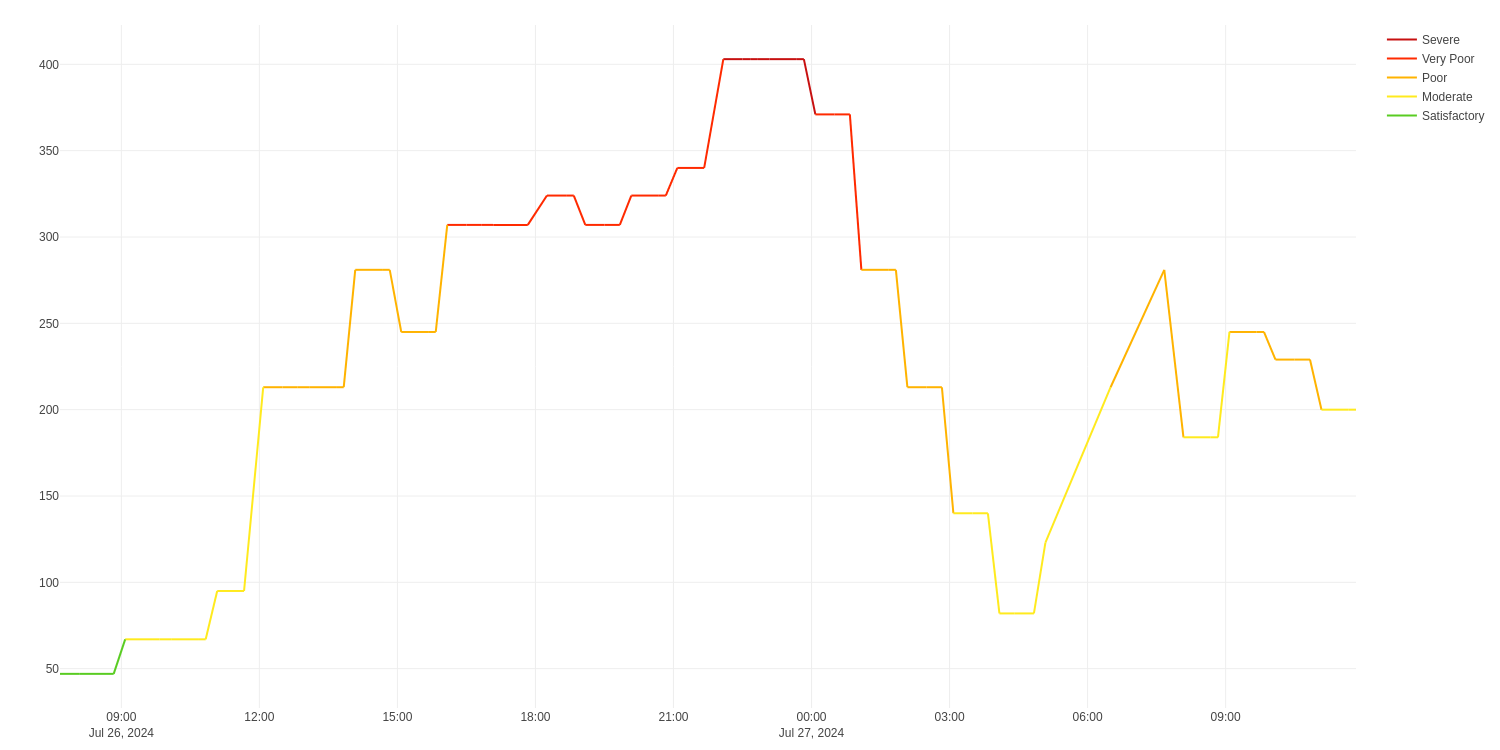 400
350
300
250
200
150
100
50
09:00
Jul 26, 2024
12:00
15:00
18:00
21:00
00:00
Jul 27, 2024
03:00
06:00
09:00
Severe
Very Poor
Poor
Moderate
Satisfactory